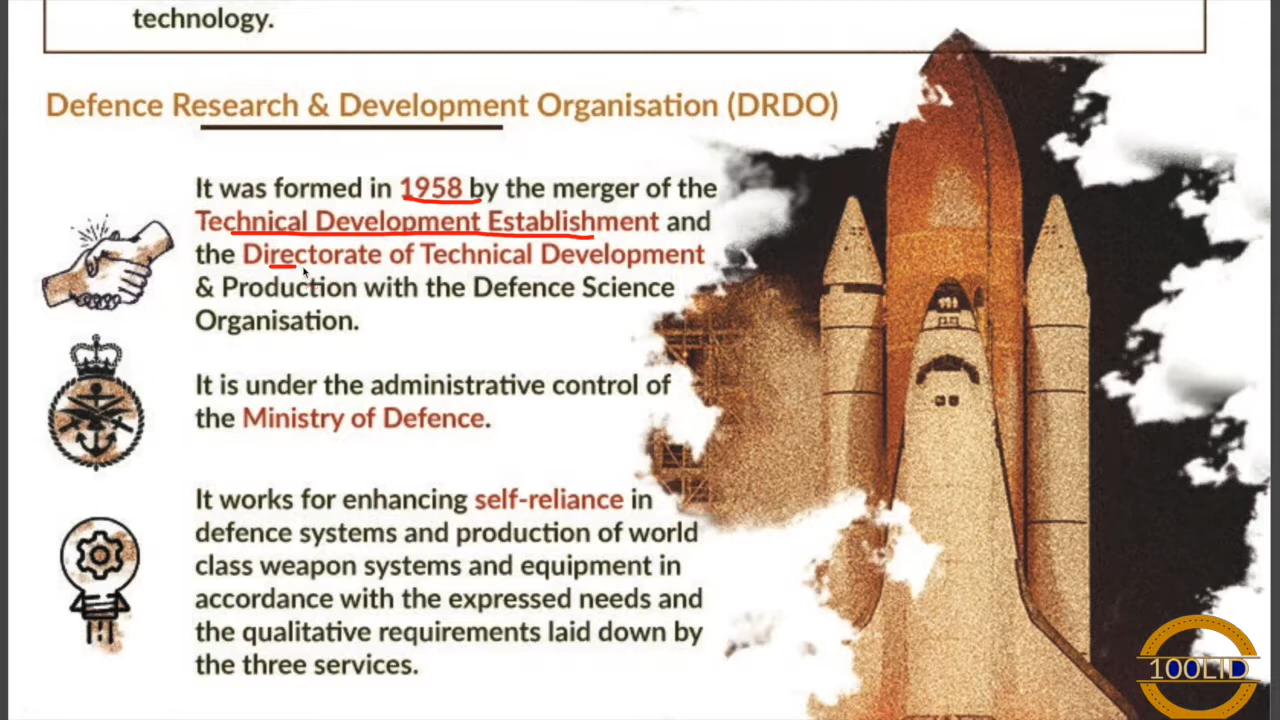 technology.
Defence Research & Development Organisation (DRDO)
It was formed in 1958 by the merger of the
Technical Development Establishment and
the Directorate of Technical Development
& Production with the Defence Science
Organisation.
It is under the administrative control of
the Ministry of Defence.
It works for enhancing self-reliance in
defence systems and production of world
class weapon systems and equipment in
accordance with the expressed needs and
the qualitative requirements laid down by
the three services.
100LTD